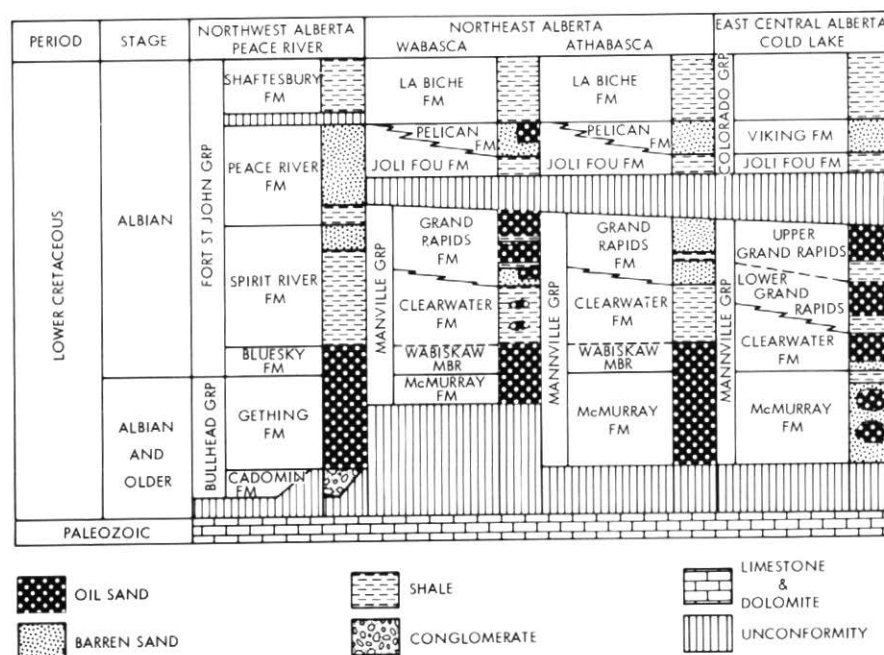 PERIOD
STAGE
NORTHWEST ALBERTA
PEACE RIVER
NORTHEAST ALBERTA
WABASCA
ATHABASCA
EAST CENTRAL ALBERTA
COLD LAKE
LOWER CRETACEOUS
ALBIAN
ALBIAN
AND
OLDER
PALEOZOIC
FORT ST JOHN GRP
BULLHEAD GRP
SHAFTESBURY
FM
PEACE RIVER
FM
SPIRIT RIVER
FM
BLUESKY FM
GETHING
FM
CADOMIN
FM
MANVILLE GRP
LA BICHE
FM
PELICAN
FM
JOLI FOU FM
GRAND
RAPIDS
FM
CLEARWATER
FM
WABISKAW
MBR
McMURRAY
FM
MANNVILLE GRP
LA BICHE
FM
PELICAN
FM
JOLI FOU FM
GRAND
RAPIDS
FM
CLEARWATER
FM
WABISKAW
MBR
McMURRAY
FM
COLORADO GRP
MANNVILLE GRP
VIKING FM
JOLI FOU FM
UPPER
GRAND RAPIDS
LOWER
GRAND
RAPIDS
CLEARWATER
FM
McMURRAY
FM
OIL SAND
BARREN SAND
SHALE
CONGLOMERATE
LIMESTONE
&
DOLOMITE
UNCONFORMITY